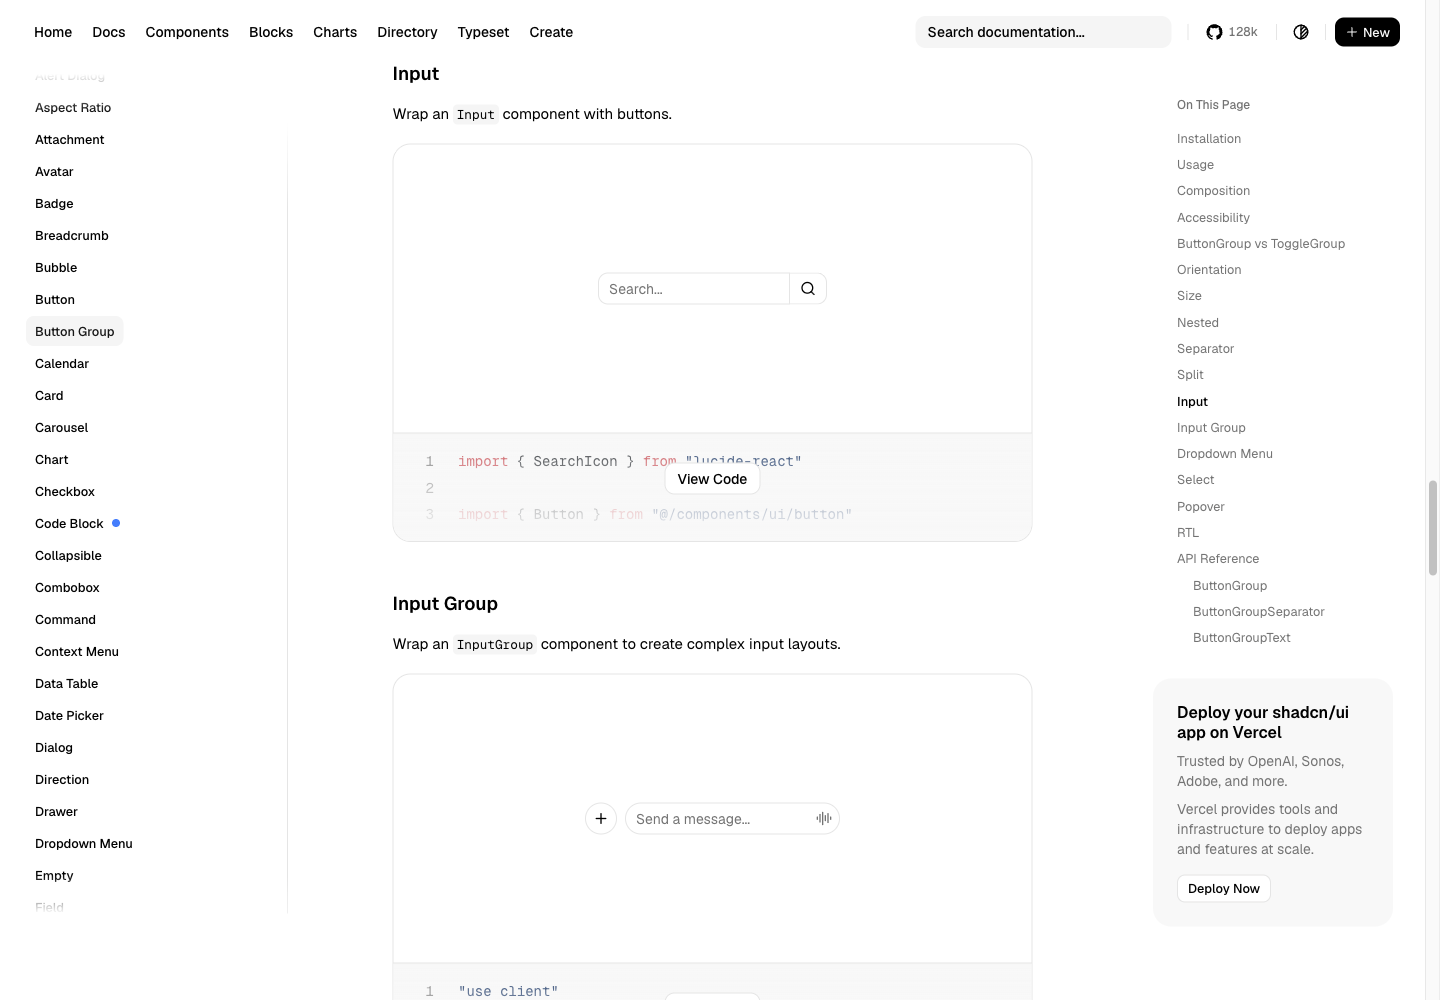 Home Docs Components Blocks Charts Directory Typeset Create
Search documentation...
128k
New
Alert Dialog
Aspect Ratio
Attachment
Avatar
Badge
Breadcrumb
Bubble
Button
Button Group
Calendar
Card
Carousel
Chart
Checkbox
Code Block
Collapsible
Combobox
Command
Context Menu
Data Table
Date Picker
Dialog
Direction
Drawer
Dropdown Menu
Empty
Field
Input
Wrap an Input component with buttons.
Search...
1 import { SearchIcon } from "lucide-react"
View Code
2
3 import { Button } from "@/components/ui/button"
Input Group
Wrap an InputGroup component to create complex input layouts.
Send a message...
1 "use client"
On This Page
Installation
Usage
Composition
Accessibility
ButtonGroup vs ToggleGroup
Orientation
Size
Nested
Separator
Split
Input
Input Group
Dropdown Menu
Select
Popover
RTL
API Reference
ButtonGroup
ButtonGroupSeparator
ButtonGroupText
Deploy your shadcn/ui
app on Vercel
Trusted by OpenAI, Sonos,
Adobe, and more.
Vercel provides tools and
infrastructure to deploy apps
and features at scale.
Deploy Now